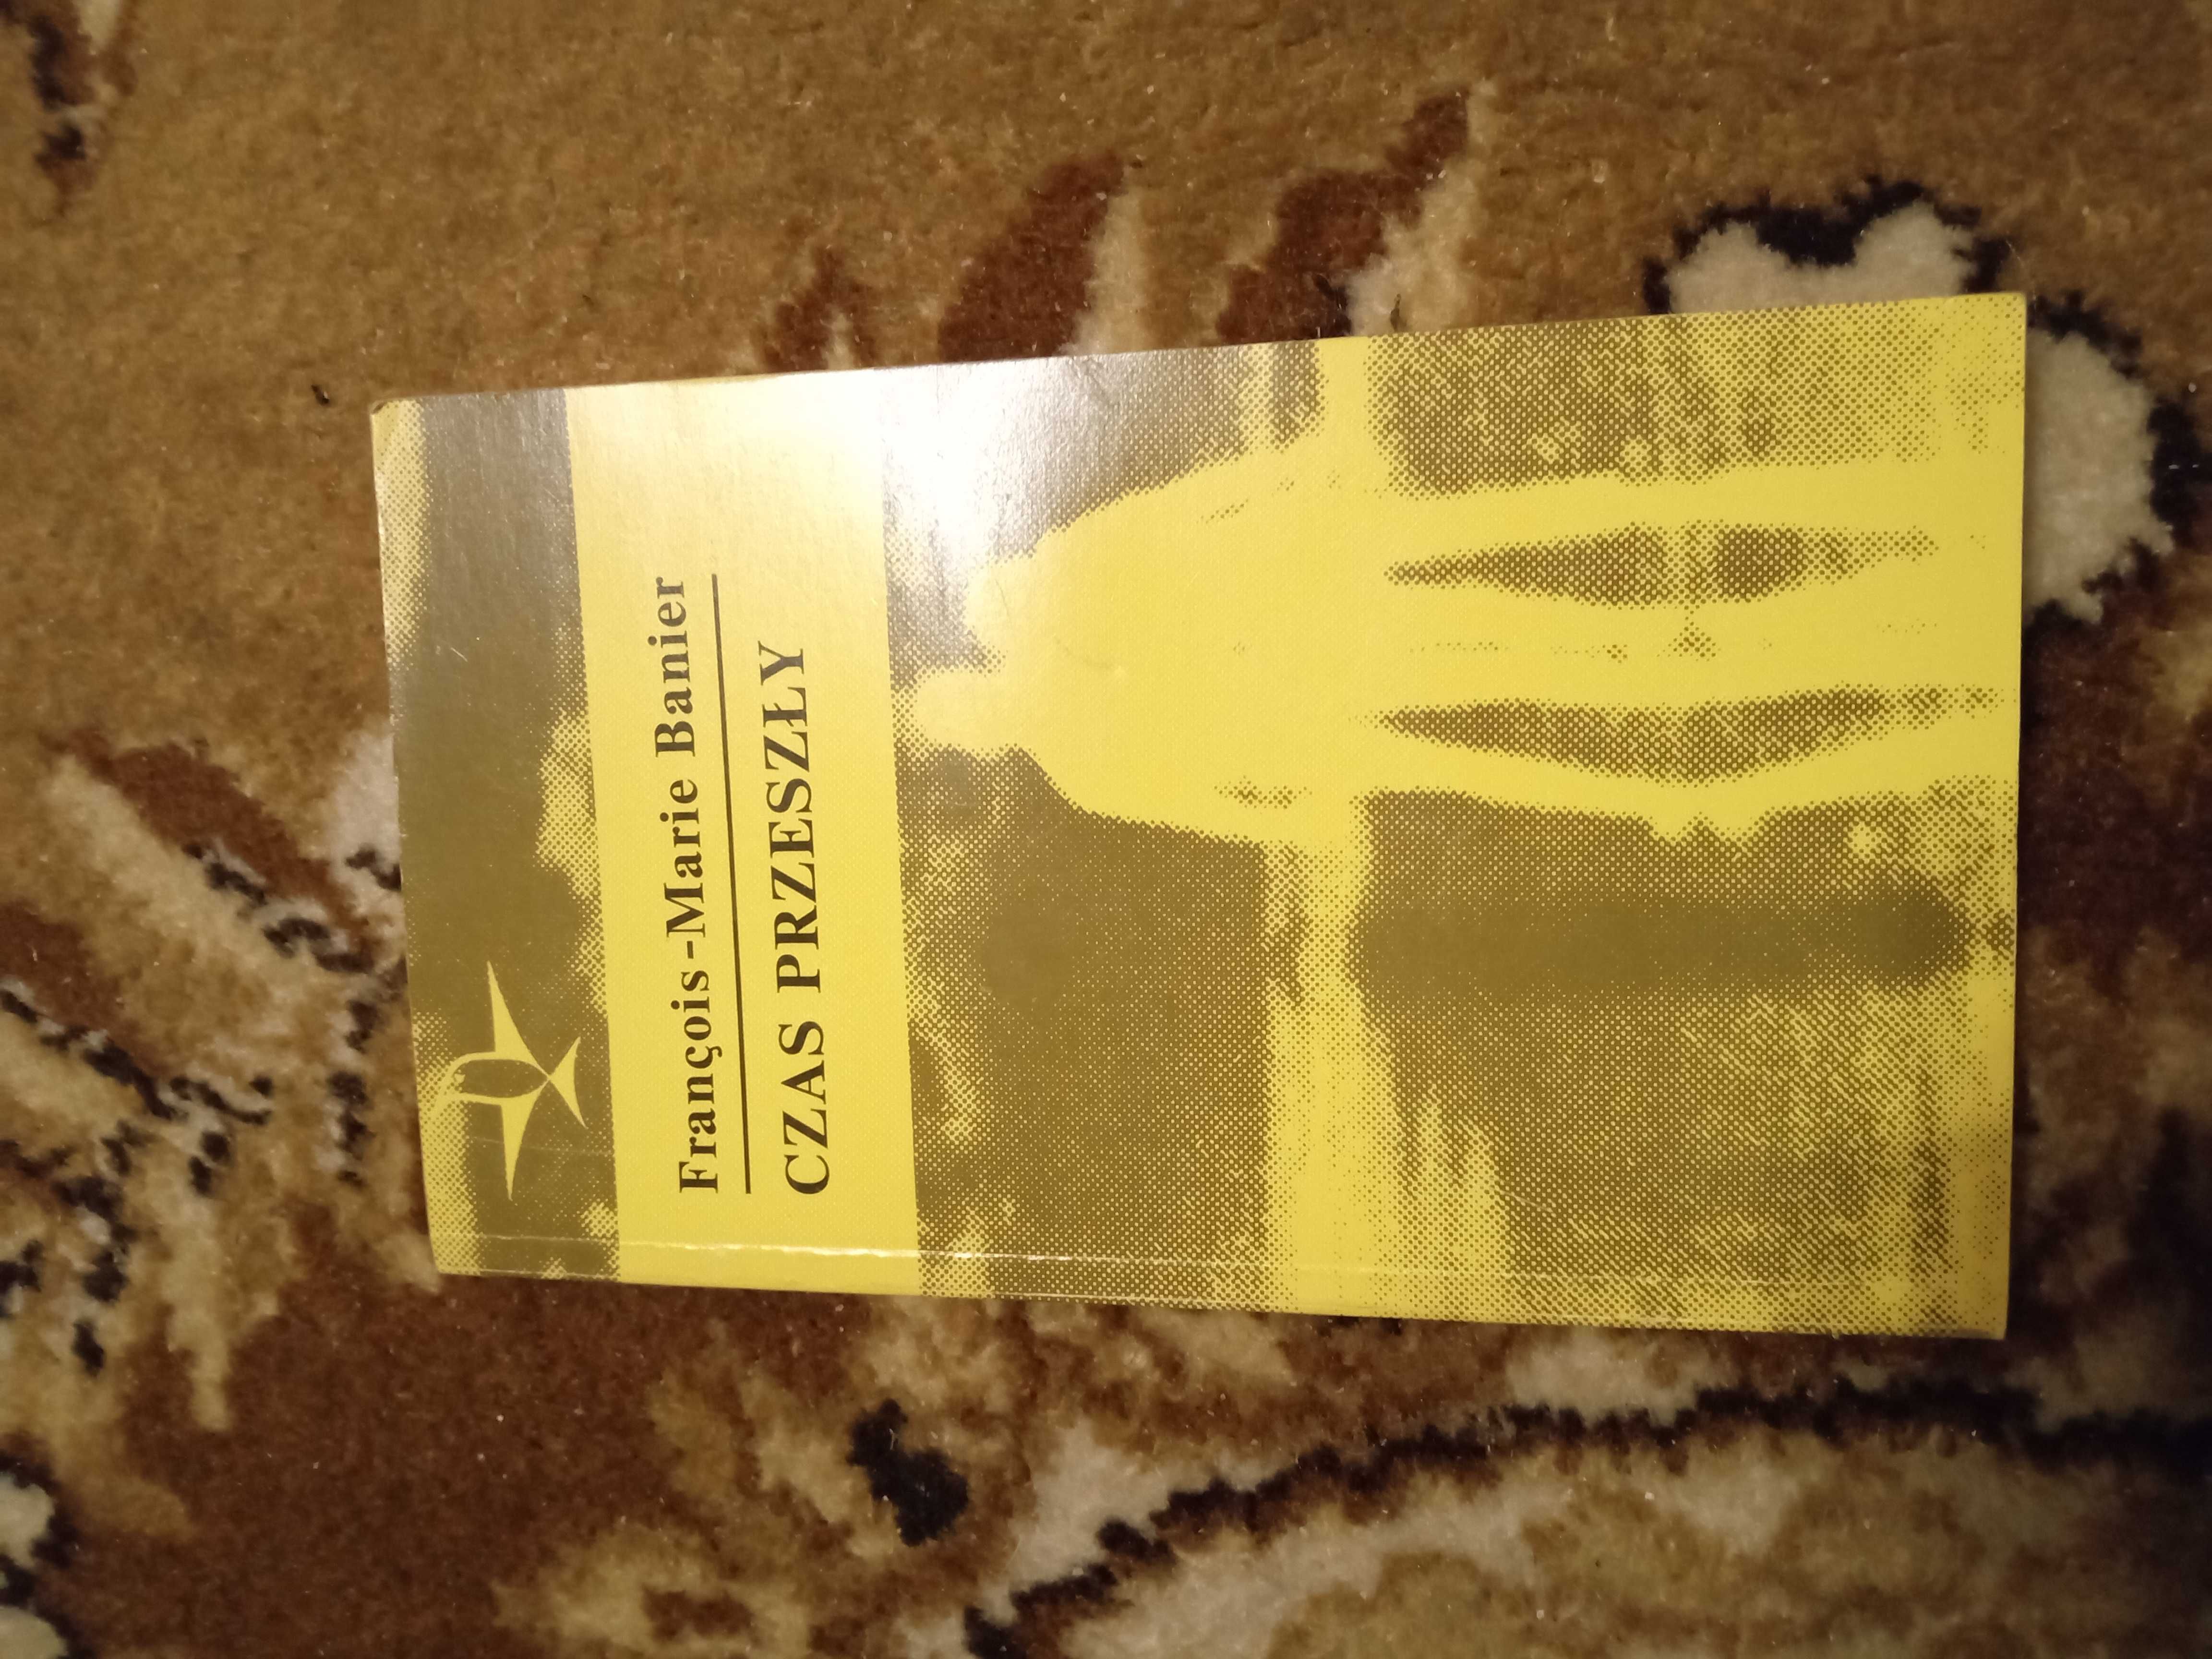 François-Marie Banier
CZAS PRZESZŁY